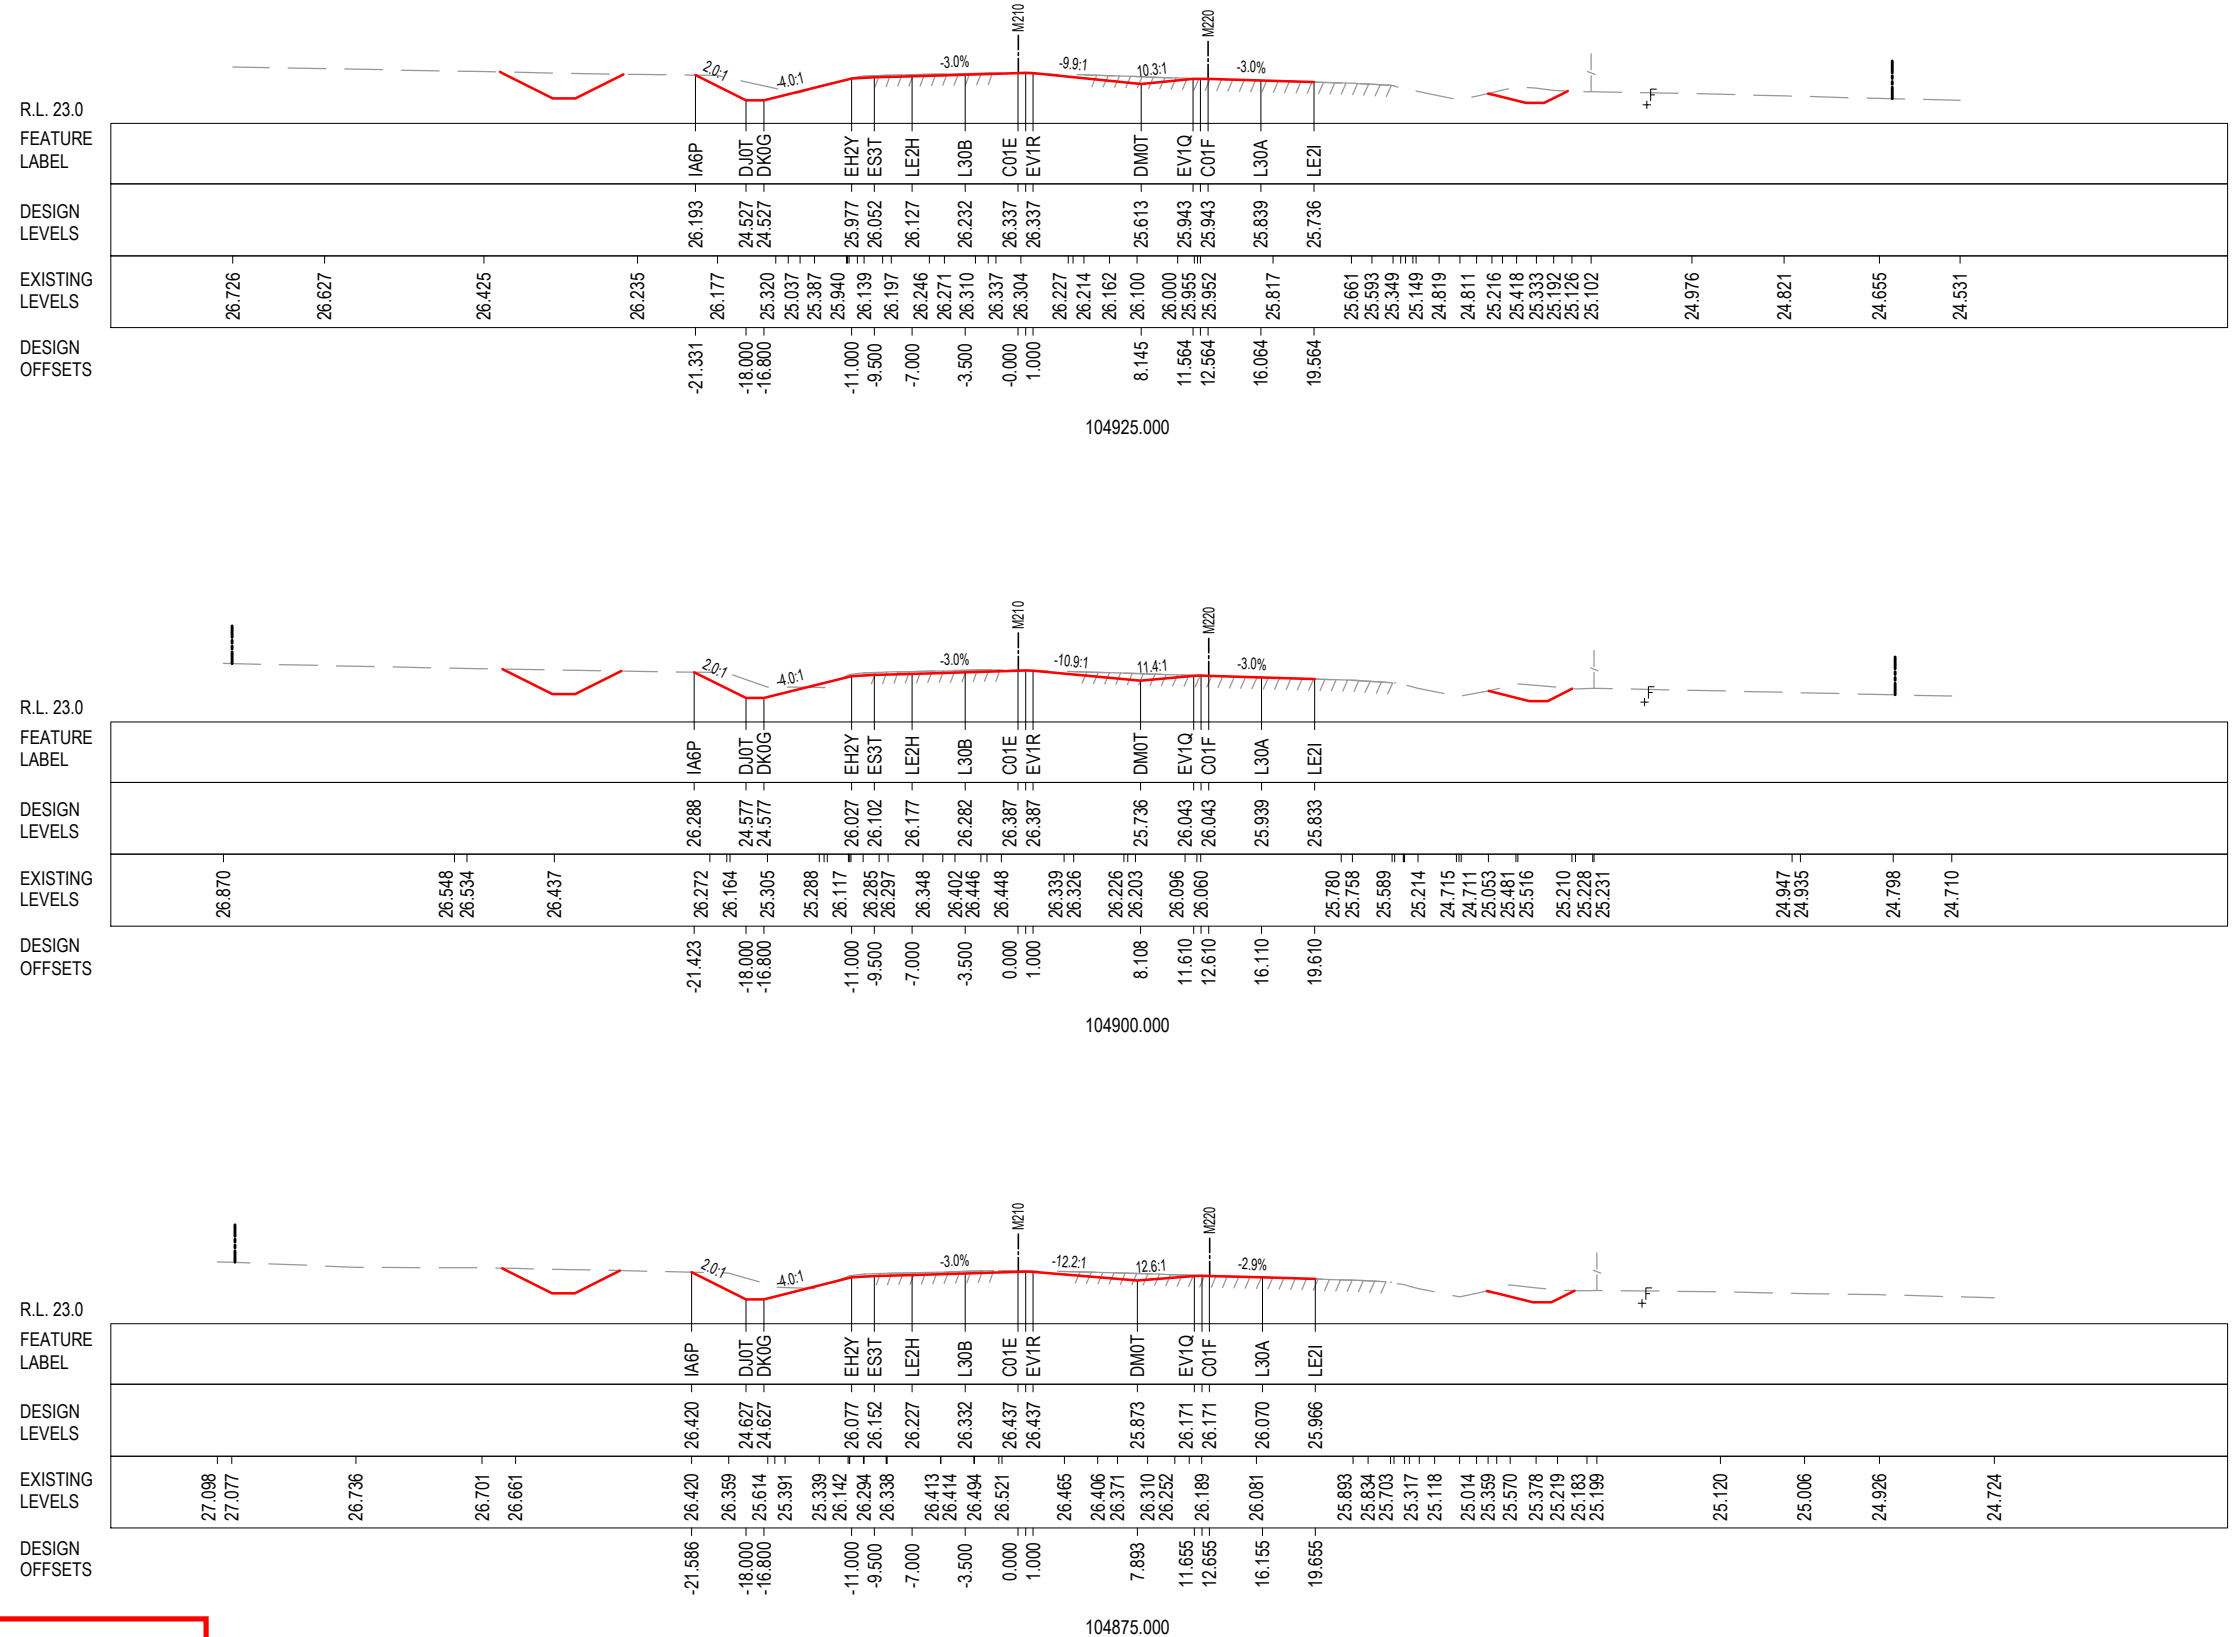 M210
M220
2.0:1
-4.0:1
-3.0%
-9.9:1
10.3:1
-3.0%
R.L. 23.0
FEATURE LABEL
IA6P DJ0T DK0G EH2Y ES3T LE2H L30B C01E EV1R DM0T EV1Q C01F L30A LE2I
DESIGN LEVELS
26.193 24.527 24.527 25.977 26.052 26.127 26.232 26.337 26.337 25.613 25.943 25.943 25.839 25.736
EXISTING LEVELS
26.726 26.627 26.425 26.235 26.177 25.320 25.037 25.387 25.940 26.139 26.197 26.246 26.271 26.310 26.337 26.304 26.227 26.214 26.162 26.100 26.000 25.955 25.952 25.817 25.661 25.593 25.349 25.149 24.819 24.811 25.216 25.418 25.333 25.192 25.126 25.102 24.976 24.821 24.655 24.531
DESIGN OFFSETS
-21.331 -18.000 -16.800 -11.000 -9.500 -7.000 -3.500 -0.000 1.000 8.145 11.564 12.564 16.064 19.564
104925.000
M210
M220
2.0:1
-4.0:1
-3.0%
-10.9:1
11.4:1
-3.0%
R.L. 23.0
FEATURE LABEL
IA6P DJ0T DK0G EH2Y ES3T LE2H L30B C01E EV1R DM0T EV1Q C01F L30A LE2I
DESIGN LEVELS
26.288 24.577 24.577 26.027 26.102 26.177 26.282 26.387 26.387 25.736 26.043 26.043 25.939 25.833
EXISTING LEVELS
26.870 26.548 26.534 26.437 26.272 26.164 25.305 25.288 26.117 26.285 26.297 26.348 26.402 26.446 26.448 26.339 26.326 26.226 26.203 26.096 26.060 25.780 25.758 25.589 25.214 24.715 24.711 25.053 25.481 25.516 25.210 25.228 25.231 24.947 24.935 24.798 24.710
DESIGN OFFSETS
-21.423 -18.000 -16.800 -11.000 -9.500 -7.000 -3.500 0.000 1.000 8.108 11.610 12.610 16.110 19.610
104900.000
M210
M220
2.0:1
-4.0:1
-3.0%
-12.2:1
12.6:1
-2.9%
R.L. 23.0
FEATURE LABEL
IA6P DJ0T DK0G EH2Y ES3T LE2H L30B C01E EV1R DM0T EV1Q C01F L30A LE2I
DESIGN LEVELS
26.420 24.627 24.627 26.077 26.152 26.227 26.332 26.437 26.437 25.873 26.171 26.171 26.070 25.966
EXISTING LEVELS
27.098 27.077 26.736 26.701 26.661 26.420 26.359 25.614 25.391 25.339 26.142 26.294 26.338 26.413 26.414 26.494 26.521 26.465 26.406 26.371 26.310 26.252 26.189 26.081 25.893 25.834 25.703 25.317 25.118 25.014 25.359 25.570 25.378 25.219 25.183 25.199 25.120 25.006 24.926 24.724
DESIGN OFFSETS
-21.586 -18.000 -16.800 -11.000 -9.500 -7.000 -3.500 0.000 1.000 7.893 11.655 12.655 16.155 19.655
104875.000